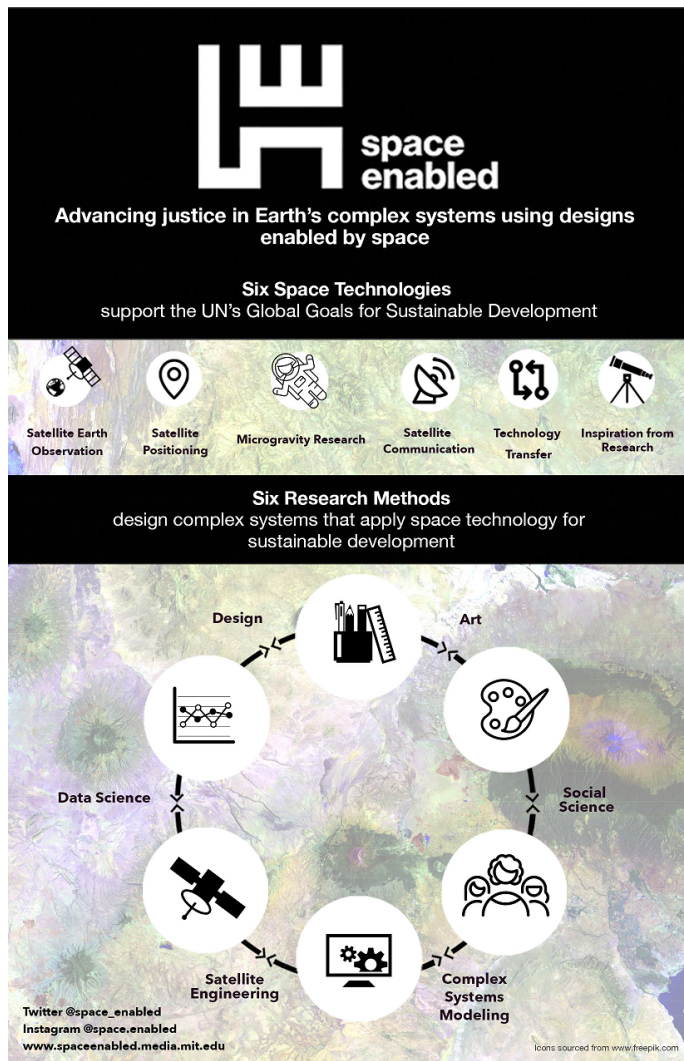 space
enabled
Advancing justice in Earth's complex systems using designs
enabled by space
Six Space Technologies
support the UN's Global Goals for Sustainable Development
Satellite Earth
Observation
Satellite
Positioning
Microgravity Research
Satellite
Communication
Technology
Transfer
Inspiration from
Research
Six Research Methods
design complex systems that apply space technology for
sustainable development
Design
Art
Data Science
Social
Science
Satellite
Engineering
Complex
Systems
Modeling
Twitter @space_enabled
Instagram @space.enabled
www.spaceenabled.media.mit.edu
Icons sourced from www.freepik.com